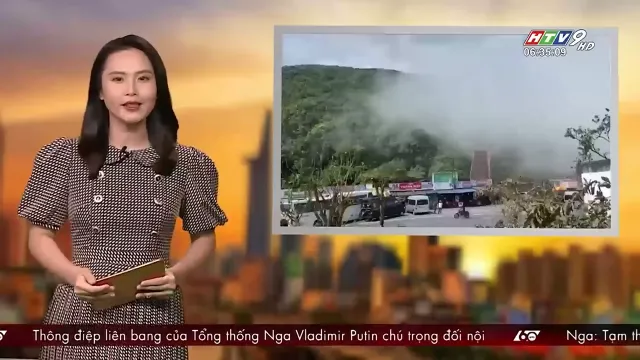 HTV9 HD
06:35:09
Thông điệp liên bang của Tổng thống Nga Vladimir Putin chú trọng đối nội
60
Nga: Tạm th